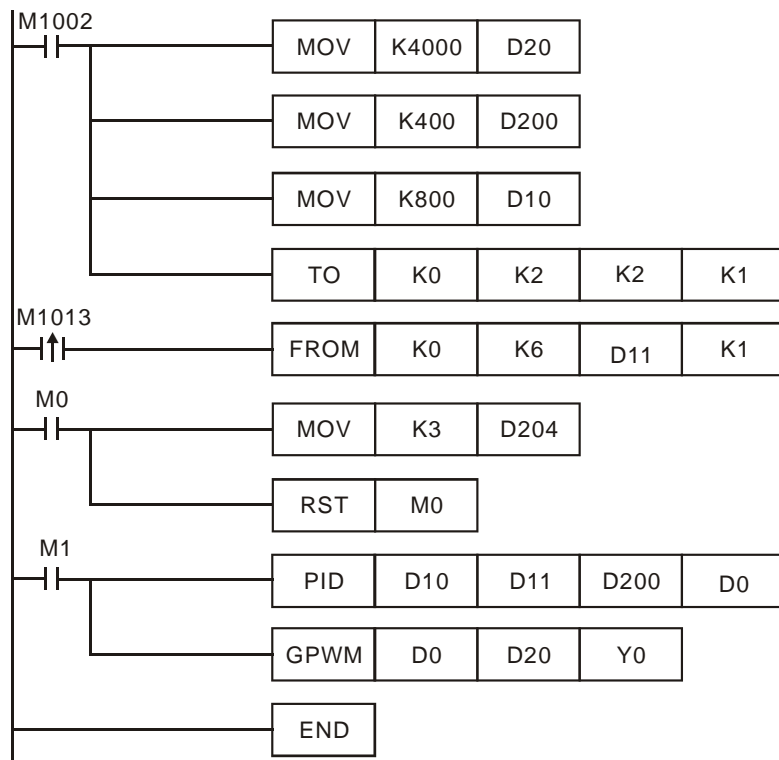 M1002
MOV K4000 D20
MOV K400 D200
MOV K800 D10
TO K0 K2 K2 K1
M1013
FROM K0 K6 D11 K1
M0
MOV K3 D204
RST M0
M1
PID D10 D11 D200 D0
GPWM D0 D20 Y0
END